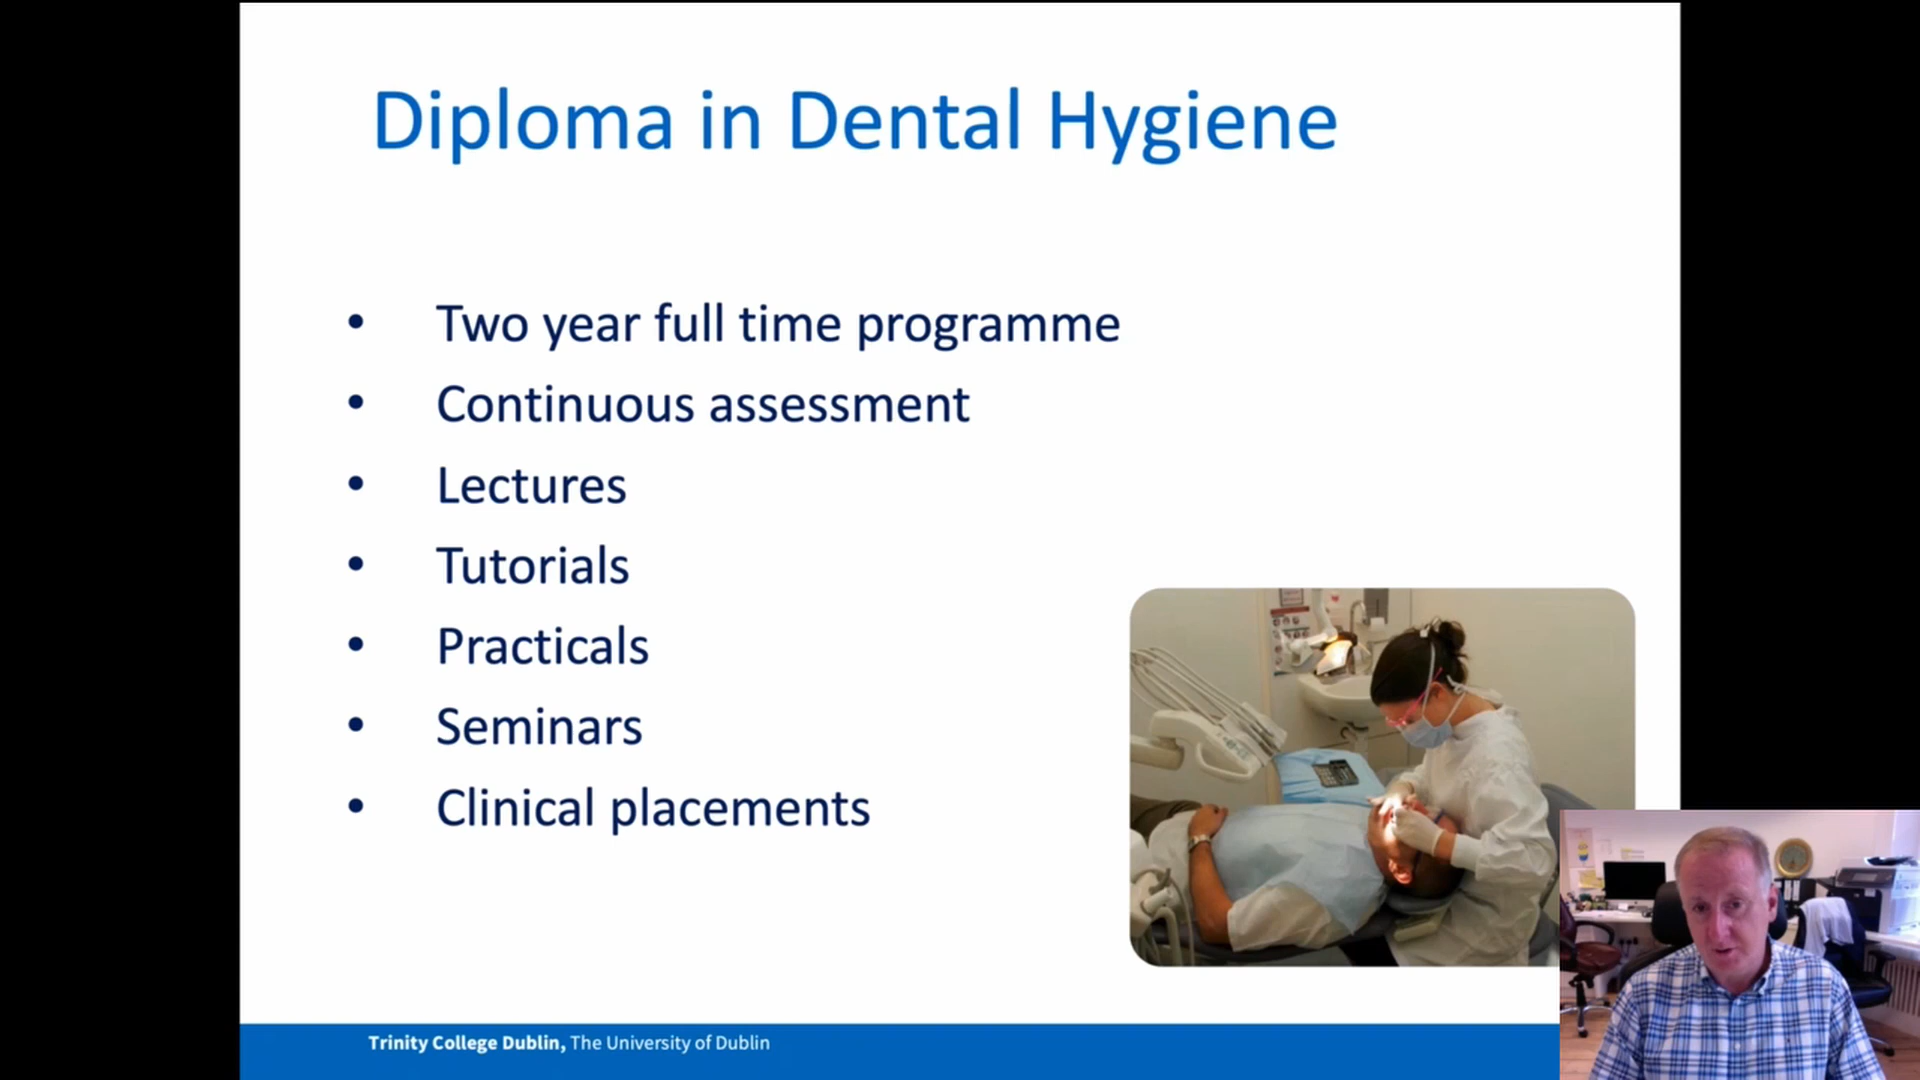 Diploma in Dental Hygiene
• Two year full time programme
• Continuous assessment
• Lectures
• Tutorials
• Practicals
• Seminars
• Clinical placements
Trinity College Dublin, The University of Dublin